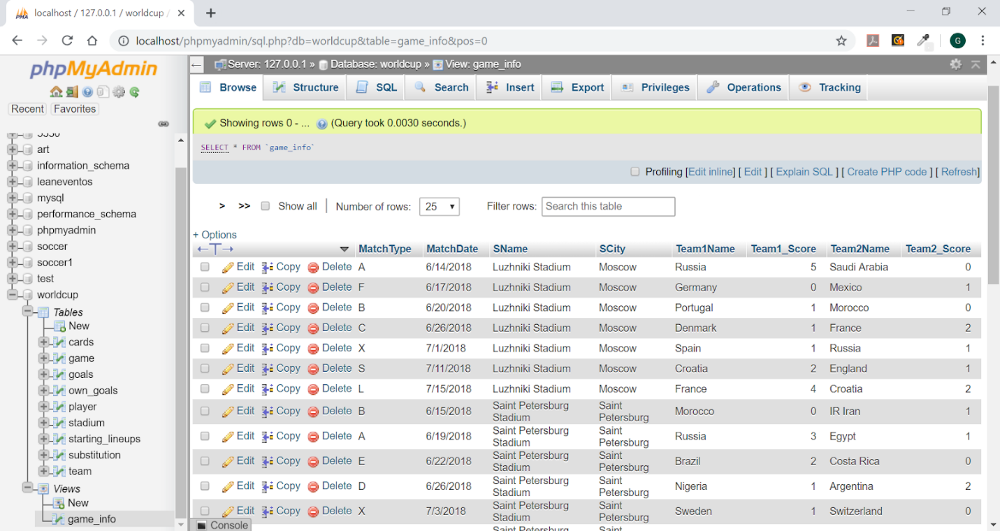 localhost / 127.0.0.1 / worldcup /
localhost/phpmyadmin/sql.php?db=worldcup&table=game_info&pos=0
G
phpMyAdmin
Recent Favorites
art
information_schema
leaneventos
mysql
performance_schema
phpmyadmin
soccer
soccer1
test
worldcup
Tables
New
cards
game
goals
own_goals
player
stadium
starting_lineups
substitution
team
Views
New
game_info
Server: 127.0.0.1 » Database: worldcup » View: game_info
Browse Structure SQL Search Insert Export Privileges Operations Tracking
Showing rows 0 - ... (Query took 0.0030 seconds.)
SELECT * FROM `game_info`
Profiling [Edit inline] [ Edit ] [ Explain SQL ] [ Create PHP code ] [ Refresh]
> >> Show all | Number of rows: 25 Filter rows: Search this table
+ Options
←T→ MatchType MatchDate SName SCity Team1Name Team1_Score Team2Name Team2_Score
Edit Copy Delete A 6/14/2018 Luzhniki Stadium Moscow Russia 5 Saudi Arabia 0
Edit Copy Delete F 6/17/2018 Luzhniki Stadium Moscow Germany 0 Mexico 1
Edit Copy Delete B 6/20/2018 Luzhniki Stadium Moscow Portugal 1 Morocco 0
Edit Copy Delete C 6/26/2018 Luzhniki Stadium Moscow Denmark 1 France 2
Edit Copy Delete X 7/1/2018 Luzhniki Stadium Moscow Spain 1 Russia 1
Edit Copy Delete S 7/11/2018 Luzhniki Stadium Moscow Croatia 2 England 1
Edit Copy Delete L 7/15/2018 Luzhniki Stadium Moscow France 4 Croatia 2
Edit Copy Delete B 6/15/2018 Saint Petersburg Stadium Saint Petersburg Morocco 0 IR Iran 1
Edit Copy Delete A 6/19/2018 Saint Petersburg Stadium Saint Petersburg Russia 3 Egypt 1
Edit Copy Delete E 6/22/2018 Saint Petersburg Stadium Saint Petersburg Brazil 2 Costa Rica 0
Edit Copy Delete D 6/26/2018 Saint Petersburg Stadium Saint Petersburg Nigeria 1 Argentina 2
Edit Copy Delete X 7/3/2018 Saint Petersburg Stadium Saint Petersburg Sweden 1 Switzerland 0
Saint Petersburg Saint
Console